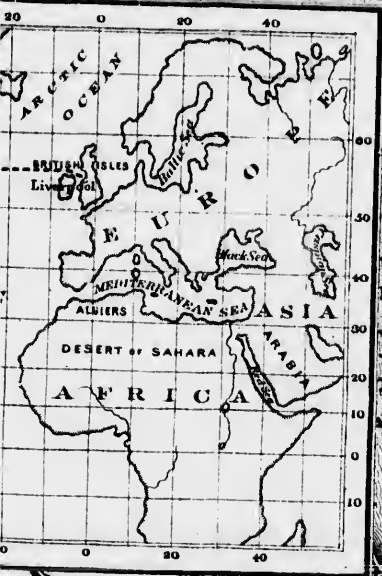 20 0 20 40
ARCTIC
OCEAN
60
BRITISH ISLES
Liverpool
Baltic Sea
EUROPE
50
Black Sea
40
MEDITERRANEAN SEA
ASIA
ALGIERS
30
ARABIA
DESERT OF SAHARA
20
Red Sea
AFRICA
10
0
10
0 0 20 40